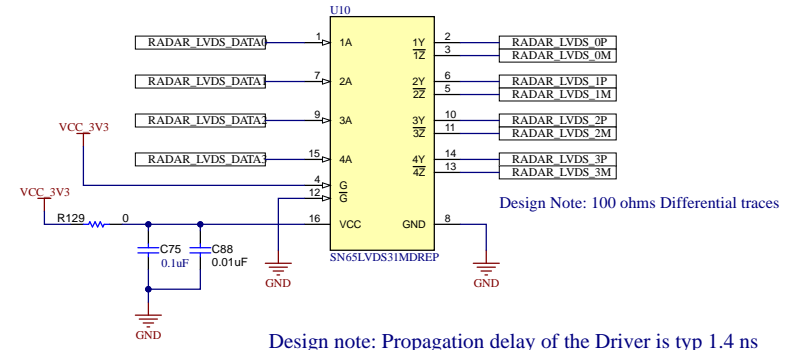 U10
RADAR_LVDS_DATA0 1 1A 1Y 2 RADAR_LVDS_0P
1Z 3 RADAR_LVDS_0M
RADAR_LVDS_DATA1 7 2A 2Y 6 RADAR_LVDS_1P
2Z 5 RADAR_LVDS_1M
RADAR_LVDS_DATA2 9 3A 3Y 10 RADAR_LVDS_2P
3Z 11 RADAR_LVDS_2M
VCC_3V3
RADAR_LVDS_DATA3 15 4A 4Y 14 RADAR_LVDS_3P
4Z 13 RADAR_LVDS_3M
4 G
12 G
VCC_3V3
Design Note: 100 ohms Differential traces
R129 0 16 VCC GND 8
C75 C88
0.1uF 0.01uF
SN65LVDS31MDREP
GND GND
GND
Design note: Propagation delay of the Driver is typ 1.4 ns